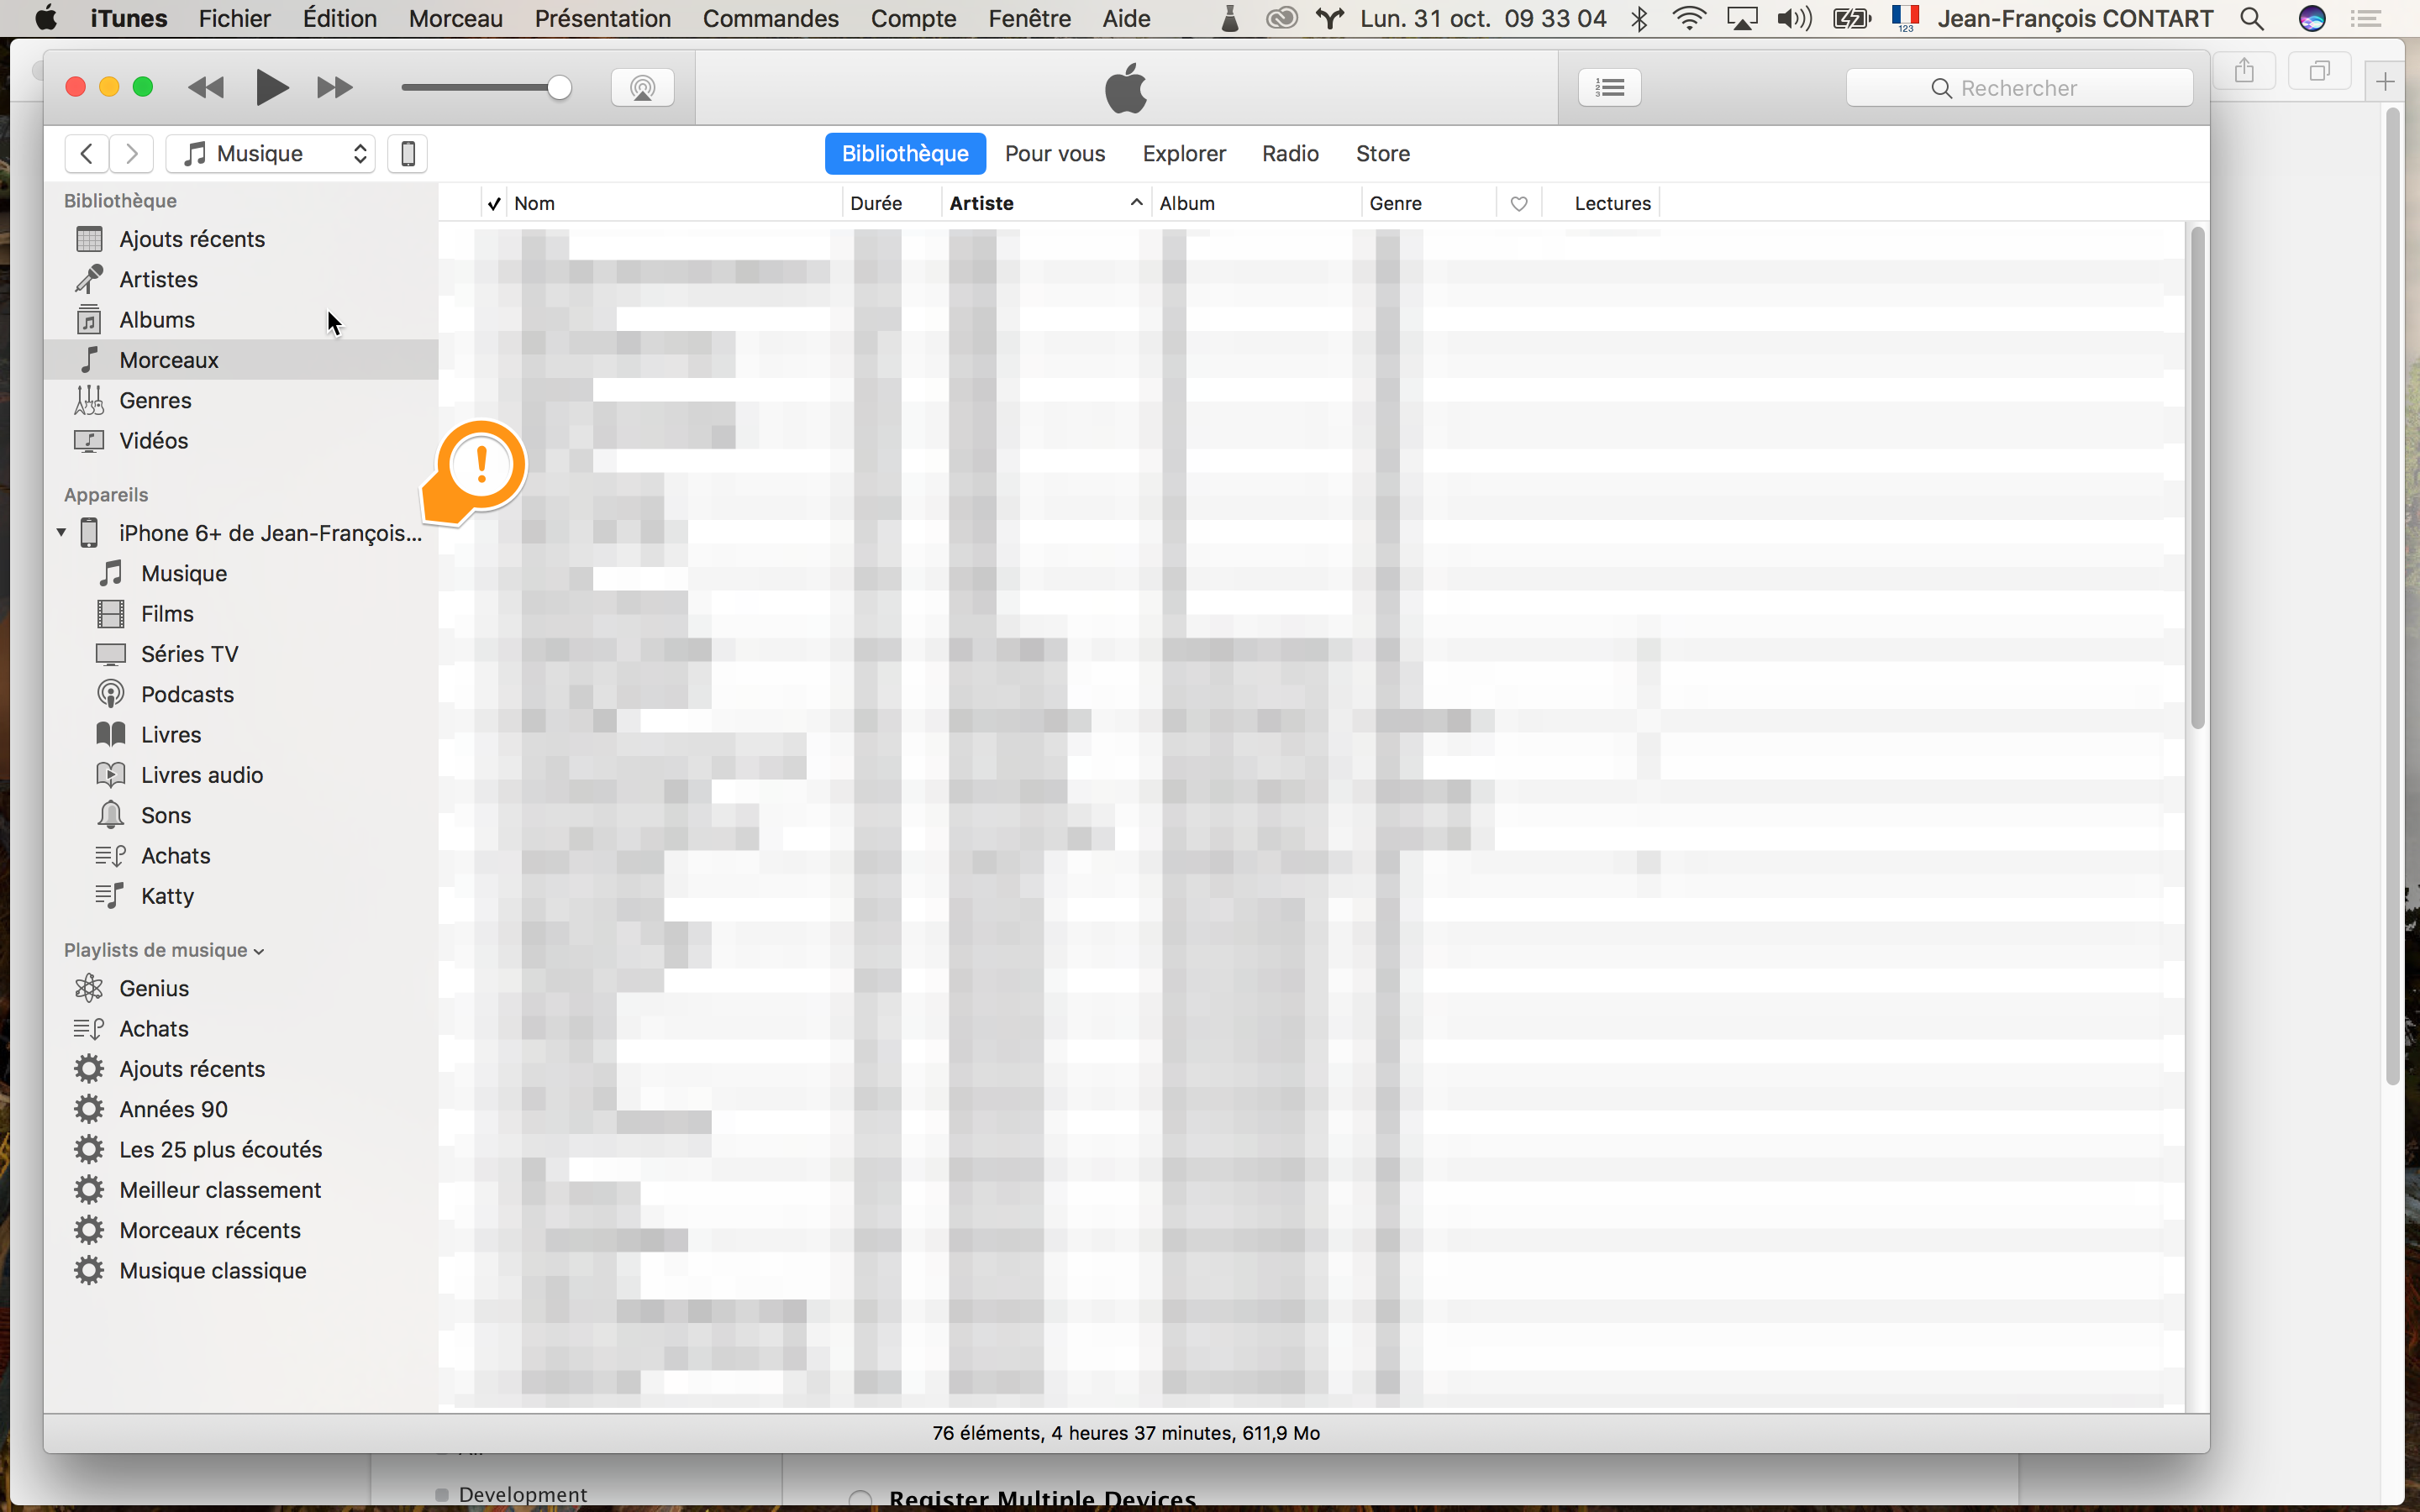 iTunes Fichier Édition Morceau Présentation Commandes Compte Fenêtre Aide Lun. 31 oct. 09 33 04 123 Jean-François CONTART
Rechercher
Musique Bibliothèque Pour vous Explorer Radio Store
Bibliothèque
✓ Nom Durée Artiste Album Genre Lectures
Ajouts récents
Artistes
Albums
Morceaux
Genres
Vidéos
!
Appareils
iPhone 6+ de Jean-François...
Musique
Films
Séries TV
Podcasts
Livres
Livres audio
Sons
Achats
Katty
Playlists de musique
Genius
Achats
Ajouts récents
Années 90
Les 25 plus écoutés
Meilleur classement
Morceaux récents
Musique classique
76 éléments, 4 heures 37 minutes, 611,9 Mo
Development
Register Multiple Devices